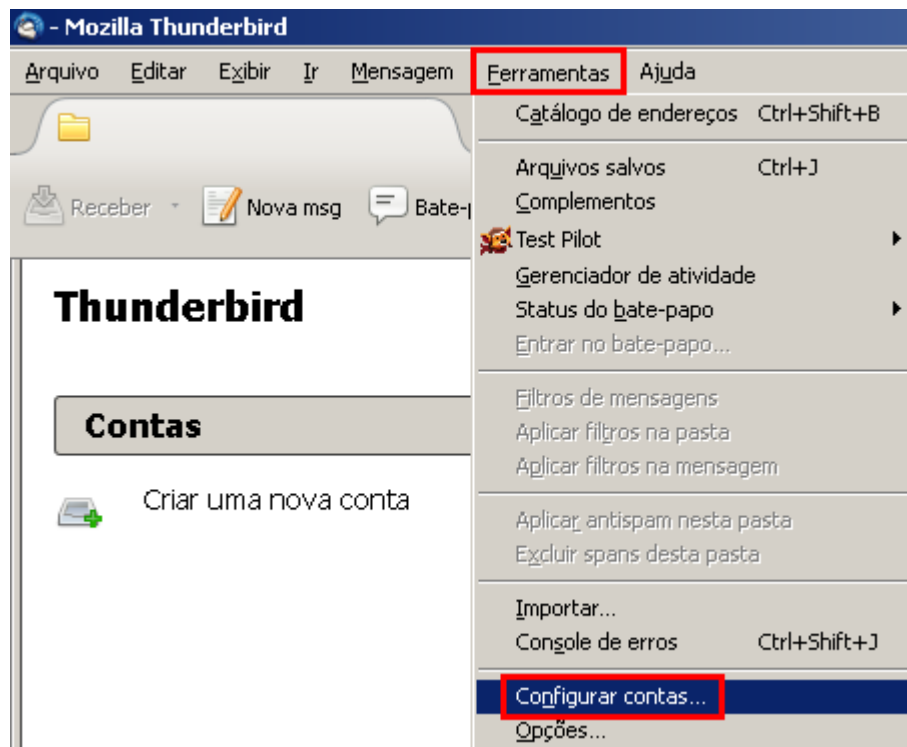 - Mozilla Thunderbird
Arquivo Editar Exibir Ir Mensagem Ferramentas Ajuda
Catálogo de endereços Ctrl+Shift+B
Arquivos salvos Ctrl+J
Complementos
Test Pilot
Gerenciador de atividade
Status do bate-papo
Entrar no bate-papo...
Filtros de mensagens
Aplicar filtros na pasta
Aplicar filtros na mensagem
Aplicar antispam nesta pasta
Excluir spans desta pasta
Importar...
Console de erros Ctrl+Shift+J
Configurar contas...
Opções...
Receber Nova msg Bate-
Thunderbird
Contas
Criar uma nova conta